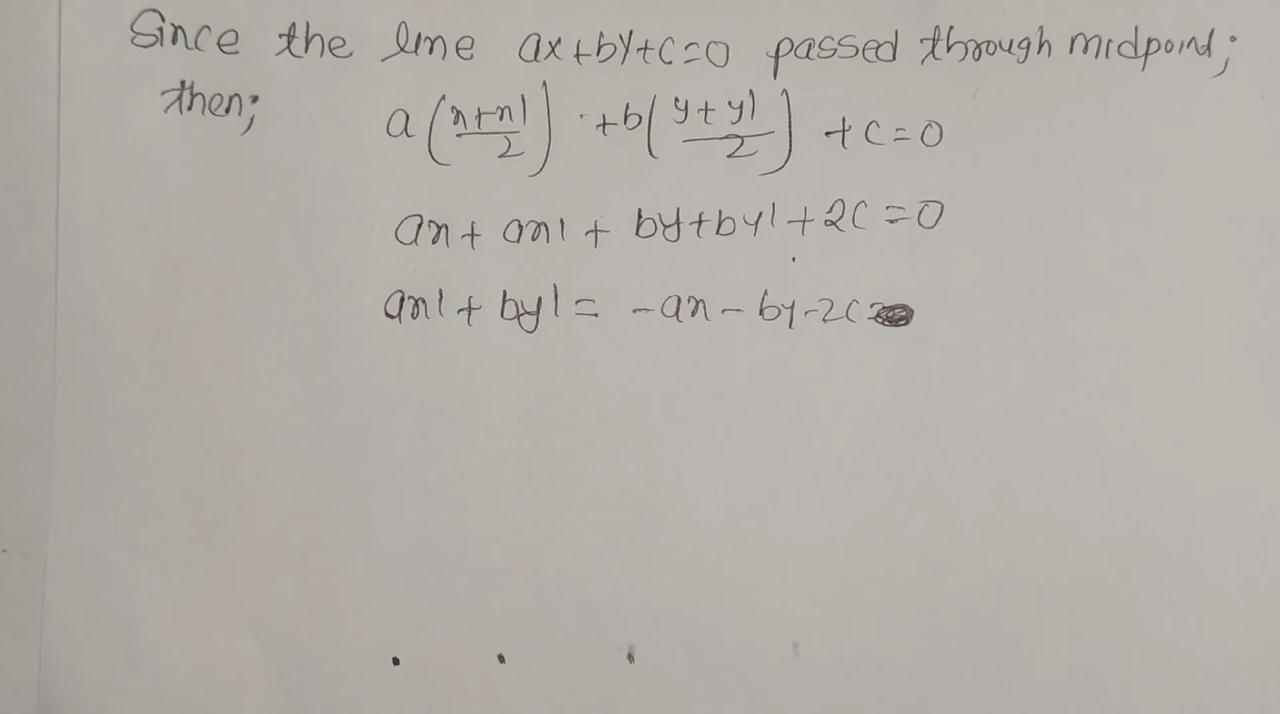 Since the line ax+by+c=0 passed through midpoint;
then; a(x+x'/2) +b(y+y'/2) +c=0
ax+ ax' + by+by'+2c=0
ax'+ by'= -ax- by-2c